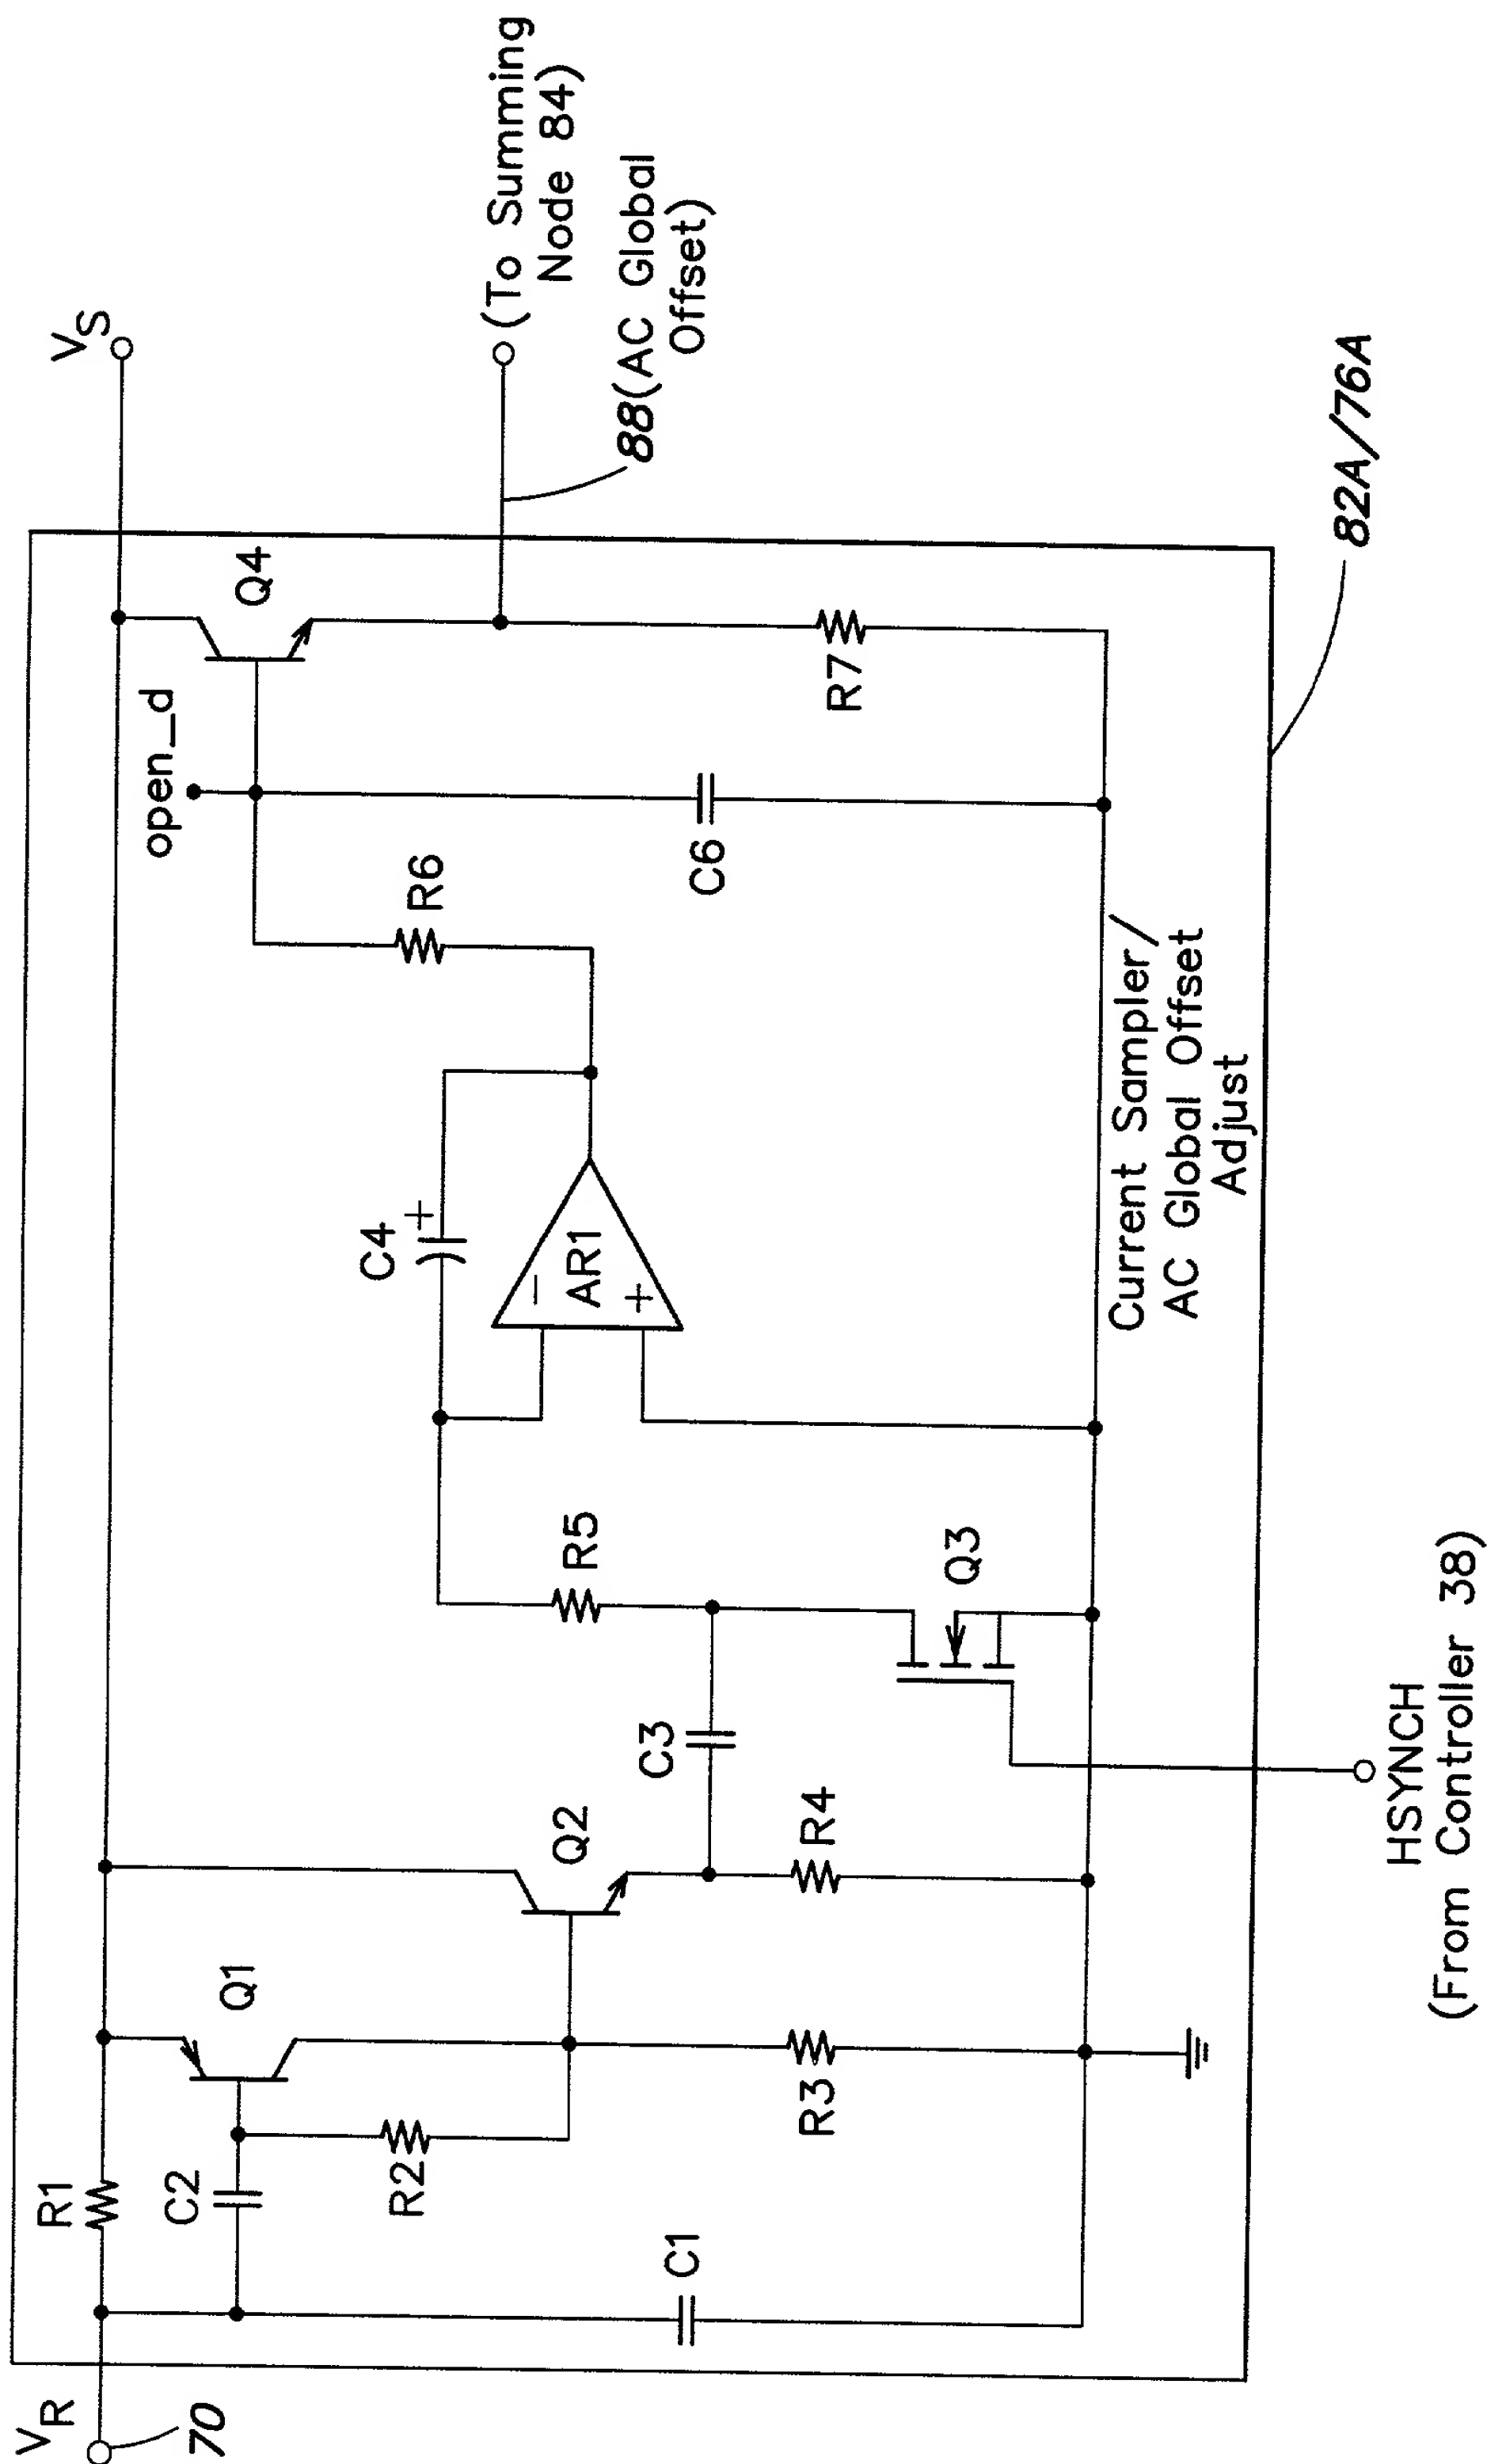 V_R
70
R1
C2
Q1
R2
C1
R3
Q2
R4
C3
R5
Q3
HSYNCH
(From Controller 38)
C4
+
−
AR1
+
R6
open_d
C6
Q4
R7
V_S
(To Summing
Node 84)
88(AC Global
Offset)
Current Sampler/
AC Global Offset
Adjust
82A/76A